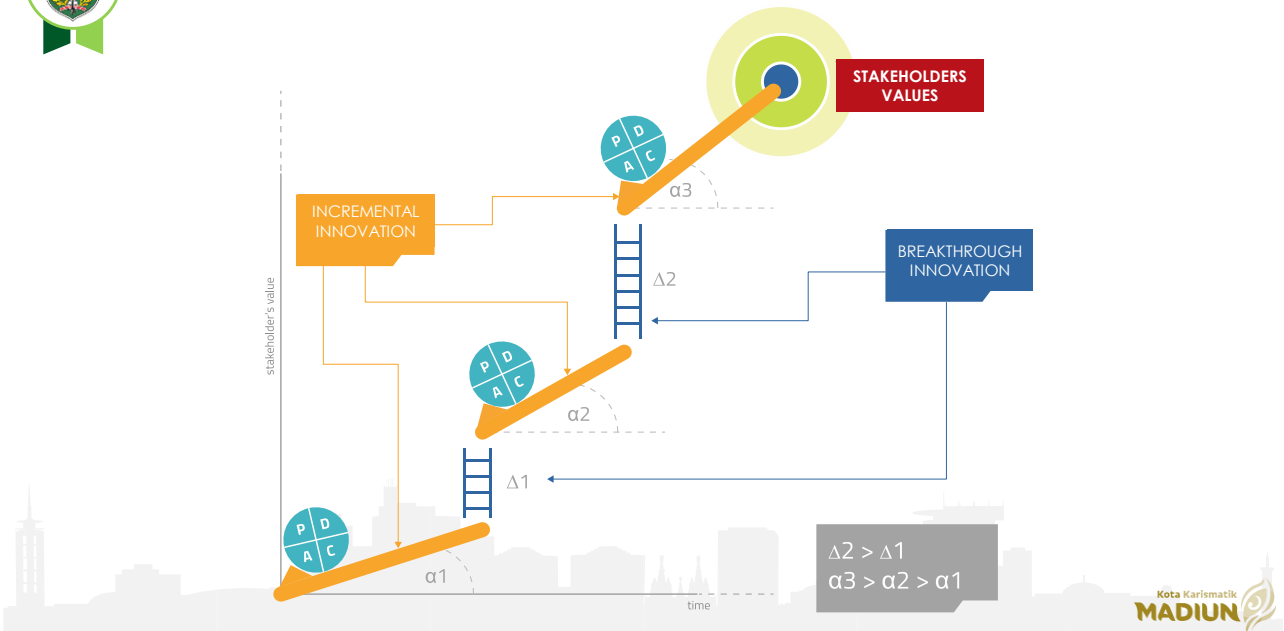 STAKEHOLDERS
VALUES
P D
A C
α3
INCREMENTAL
INNOVATION
BREAKTHROUGH
INNOVATION
Δ2
stakeholder's value
P D
A C
α2
Δ1
P D
A C
α1
time
Δ2 > Δ1
α3 > α2 > α1
Kota Karismatik
MADIUN